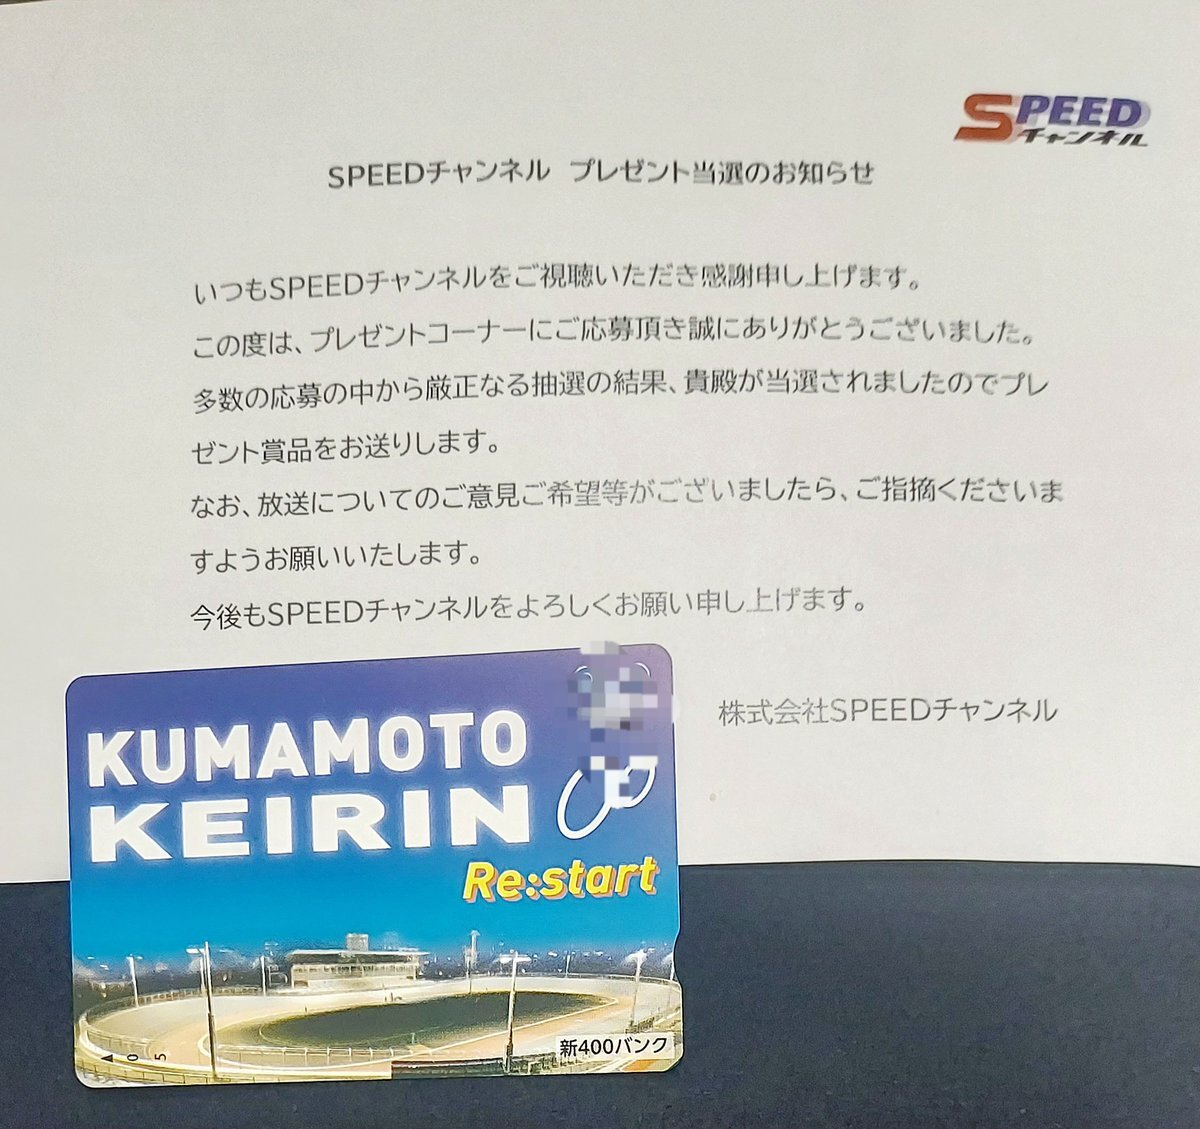 SPEED
チャンネル
SPEEDチャンネル プレゼント当選のお知らせ
いつもSPEEDチャンネルをご視聴いただき感謝申し上げます。
この度は、プレゼントコーナーにご応募頂き誠にありがとうございました。
多数の応募の中から厳正なる抽選の結果、貴殿が当選されましたのでプレ
ゼント賞品をお送りします。
なお、放送についてのご意見ご希望等がございましたら、ご指摘くださいま
すようお願いいたします。
今後もSPEEDチャンネルをよろしくお願い申し上げます。
株式会社SPEEDチャンネル
KUMAMOTO
KEIRIN
Re:start
新400バンク
◀ 0 5